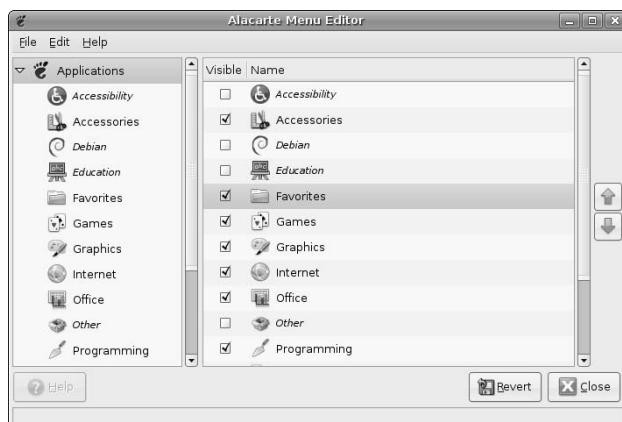 Alacarte Menu Editor
File Edit Help
Applications
Accessibility
Accessories
Debian
Education
Favorites
Games
Graphics
Internet
Office
Other
Programming
Visible Name
Accessibility
Accessories
Debian
Education
Favorites
Games
Graphics
Internet
Office
Other
Programming
Help
Revert
Close